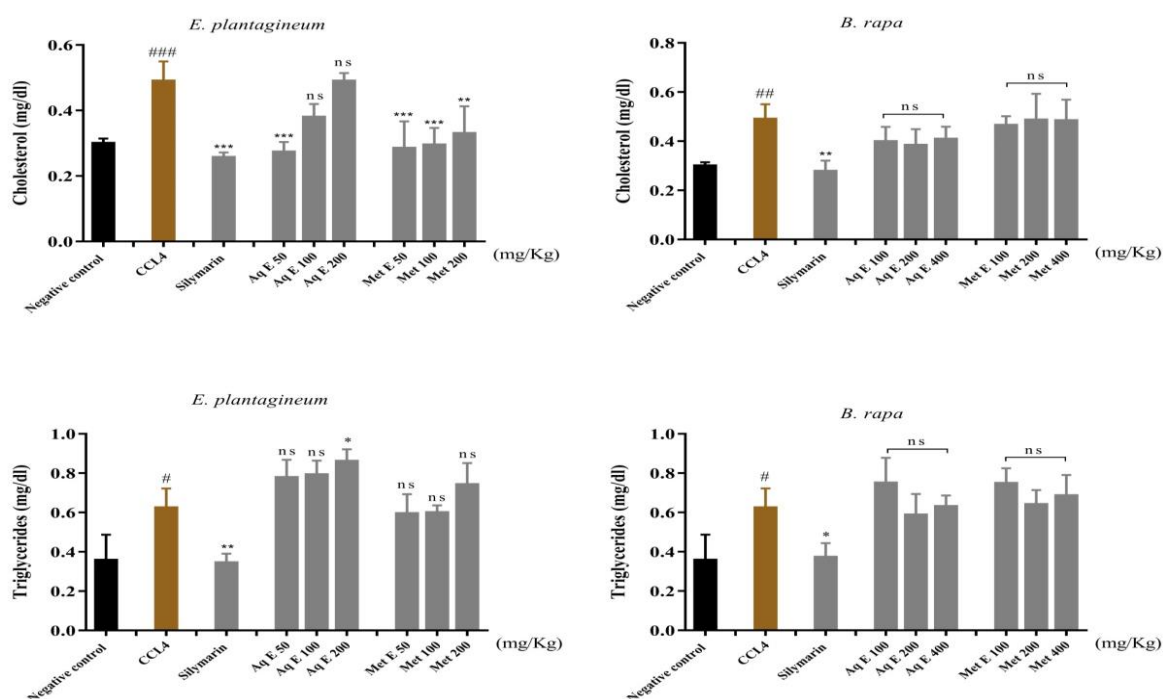 E. plantagineum
Cholesterol (mg/dl)
0.6
0.4
0.2
0.0
###
***
***
n s
n s
***
***
**
Negative control
CCL4
Silymarin
Aq E 50
Aq E 100
Aq E 200
Met E 50
Met 100
Met 200
(mg/Kg)
B. rapa
Cholesterol (mg/dl)
0.8
0.6
0.4
0.2
0.0
##
**
n s
n s
Negative control
CCL4
Silymarin
Aq E 100
Aq E 200
Aq E 400
Met E 100
Met 200
Met 400
(mg/Kg)
E. plantagineum
Triglycerides (mg/dl)
1.0
0.8
0.6
0.4
0.2
0.0
#
**
n s
n s
*
n s
n s
n s
Negative control
CCL4
Silymarin
Aq E 50
Aq E 100
Aq E 200
Met E 50
Met 100
Met 200
(mg/Kg)
B. rapa
Triglycerides (mg/dl)
1.0
0.8
0.6
0.4
0.2
0.0
#
*
n s
n s
Negative control
CCL4
Silymarin
Aq E 100
Aq E 200
Aq E 400
Met E 100
Met 200
Met 400
(mg/Kg)